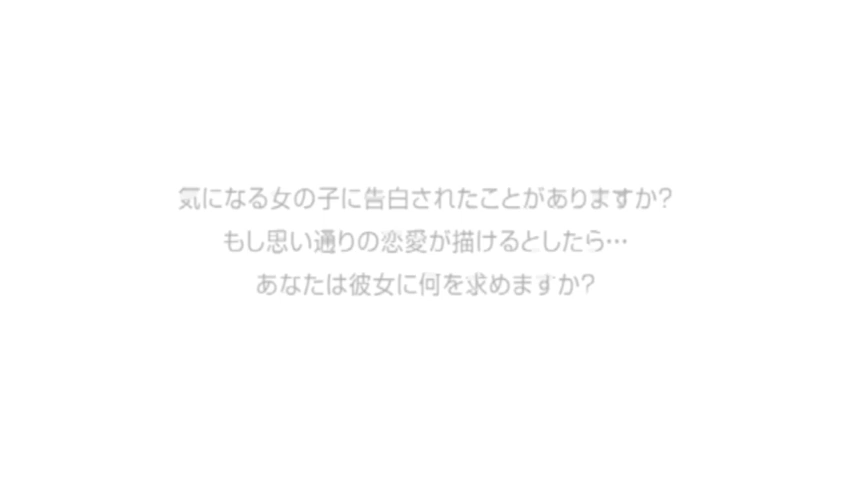 気になる女の子に告白されたことがありますか?
もし思い通りの恋愛が描けるとしたら…
あなたは彼女に何を求めますか?